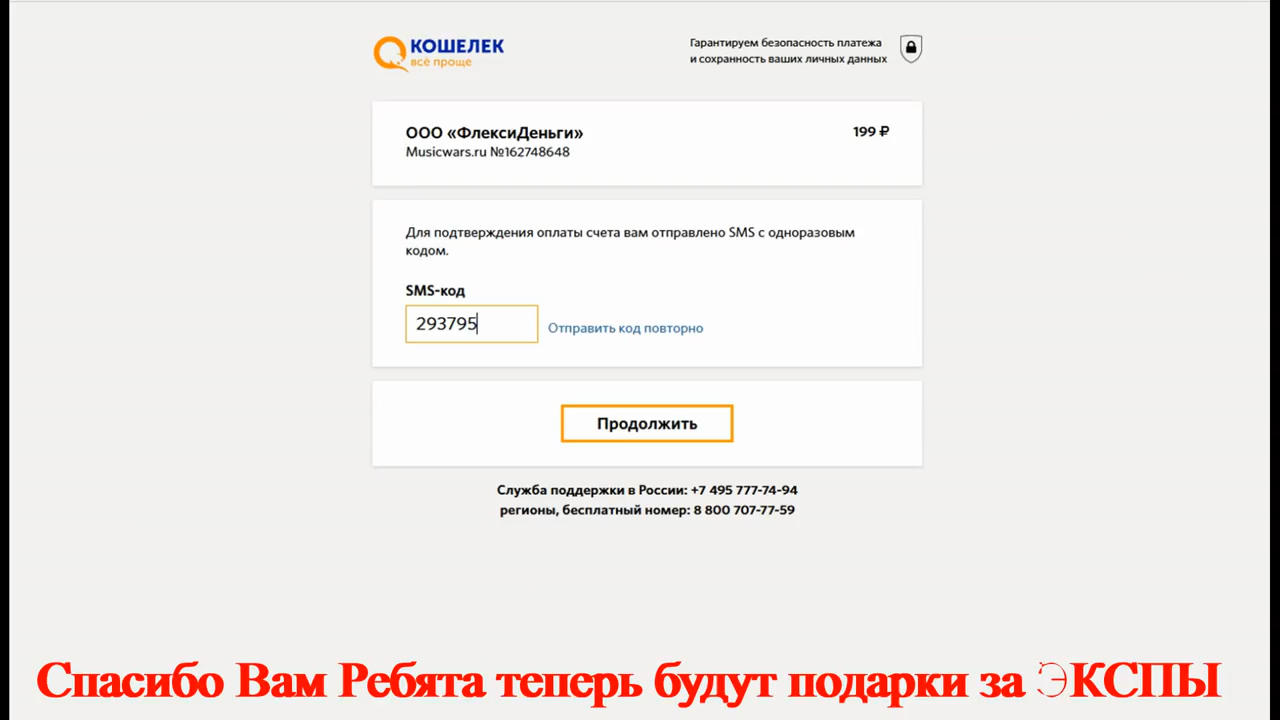 КОШЕЛЕК
всё проще
Гарантируем безопасность платежа
и сохранность ваших личных данных
ООО «ФлексиДеньги»
199 ₽
Musicwars.ru №162748648
Для подтверждения оплаты счета вам отправлено SMS с одноразовым
кодом.
SMS-код
293795
Отправить код повторно
Продолжить
Служба поддержки в России: +7 495 777-74-94
регионы, бесплатный номер: 8 800 707-77-59
Спасибо Вам Ребята теперь будут подарки за ЭКСПЫ